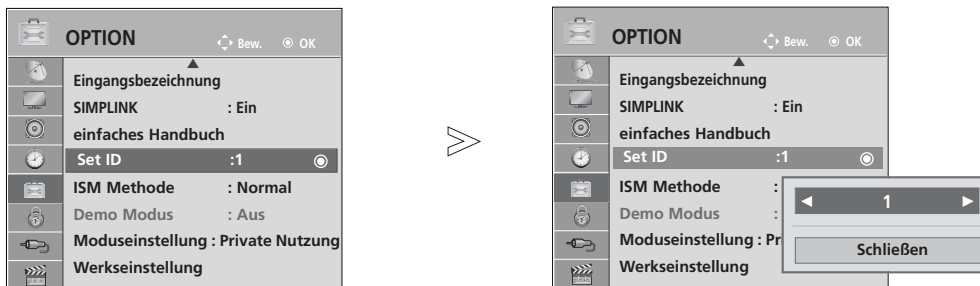 OPTION Bew. OK
Eingangsbezeichnung
SIMPLINK : Ein
einfaches Handbuch
Set ID :1
ISM Methode : Normal
Demo Modus : Aus
Moduseinstellung : Private Nutzung
Werkseinstellung
OPTION Bew. OK
Eingangsbezeichnung
SIMPLINK : Ein
einfaches Handbuch
Set ID :1
ISM Methode :
Demo Modus :
Moduseinstellung : Pr
Werkseinstellung
◄ 1 ►
Schließen